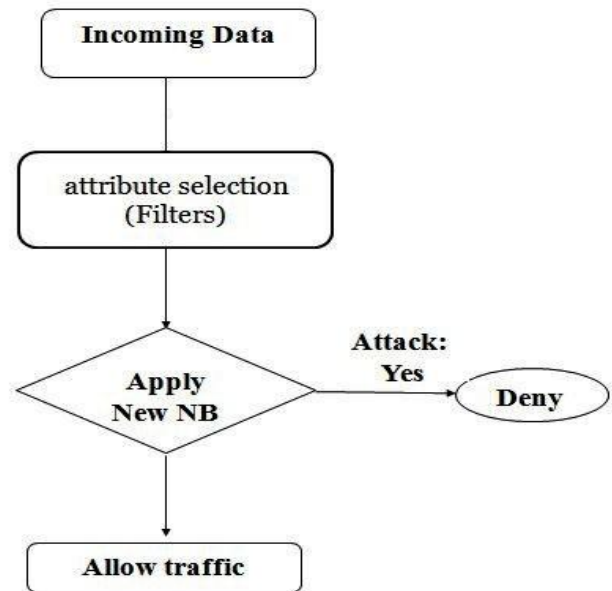 Incoming Data
attribute selection
(Filters)
Attack:
Yes
Apply
New NB
Deny
Allow traffic